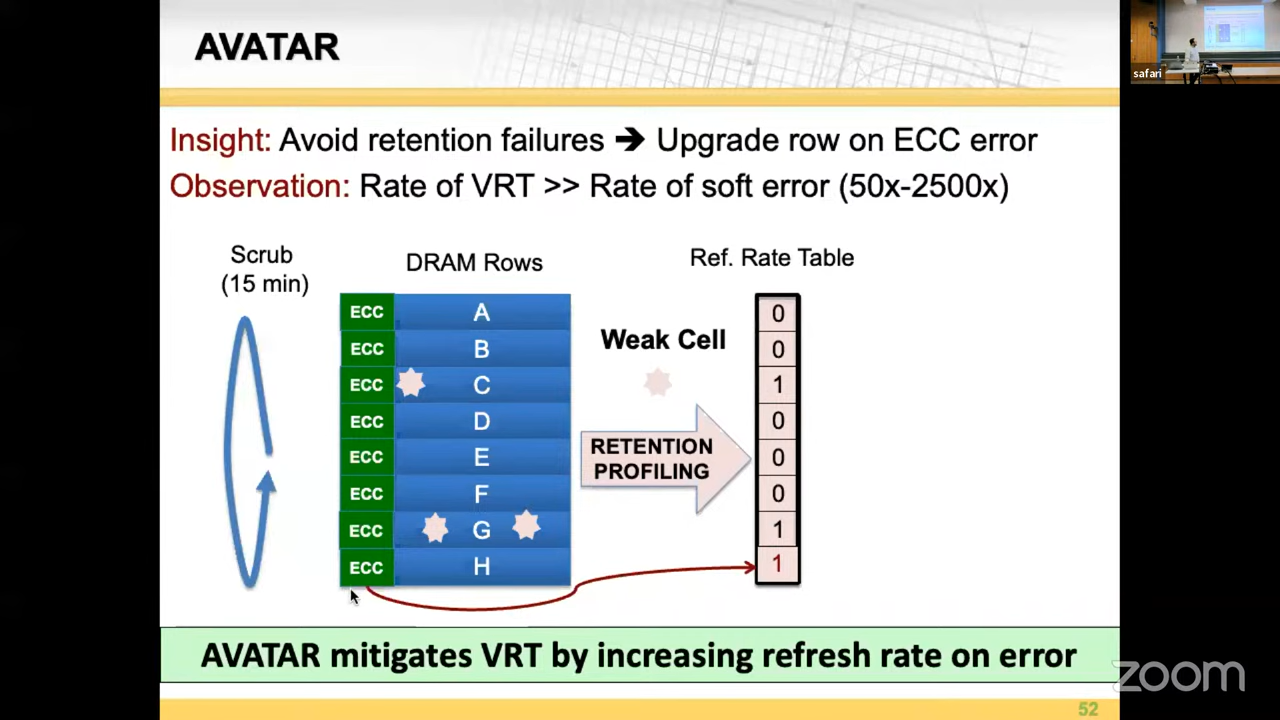 AVATAR
safari
Insight: Avoid retention failures ➔ Upgrade row on ECC error
Observation: Rate of VRT >> Rate of soft error (50x-2500x)
Scrub
(15 min)
DRAM Rows
Ref. Rate Table
ECC A 0
ECC B 0
ECC C 1
ECC D 0
ECC E 0
ECC F 0
ECC G 1
ECC H 1
Weak Cell
RETENTION
PROFILING
AVATAR mitigates VRT by increasing refresh rate on error
zoom
52